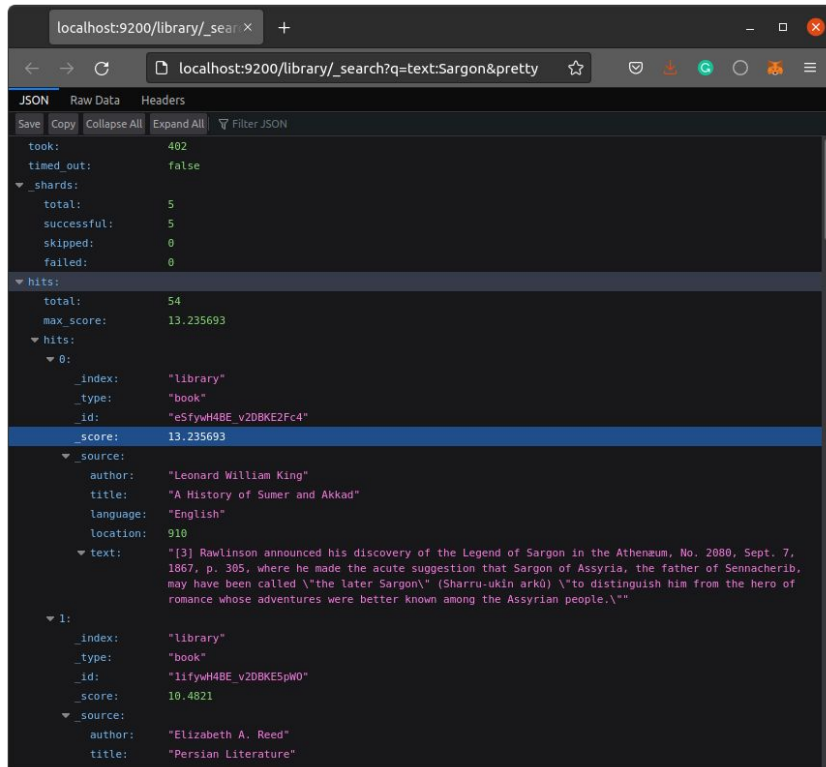 localhost:9200/library/_sear
localhost:9200/library/_search?q=text:Sargon&pretty
JSON Raw Data Headers
Save Copy Collapse All Expand All Filter JSON
took: 402
timed_out: false
_shards:
total: 5
successful: 5
skipped: 0
failed: 0
hits:
total: 54
max_score: 13.235693
hits:
0:
_index: "library"
_type: "book"
_id: "eSfywH4BE_v2DBKE2Fc4"
_score: 13.235693
_source:
author: "Leonard William King"
title: "A History of Sumer and Akkad"
language: "English"
location: 910
text: "[3] Rawlinson announced his discovery of the Legend of Sargon in the Athenæum, No. 2080, Sept. 7,
1867, p. 305, where he made the acute suggestion that Sargon of Assyria, the father of Sennacherib,
may have been called \"the later Sargon\" (Sharru-ukîn arkû) \"to distinguish him from the hero of
romance whose adventures were better known among the Assyrian people.\""
1:
_index: "library"
_type: "book"
_id: "1ifywH4BE_v2DBKE5pWO"
_score: 10.4821
_source:
author: "Elizabeth A. Reed"
title: "Persian Literature"